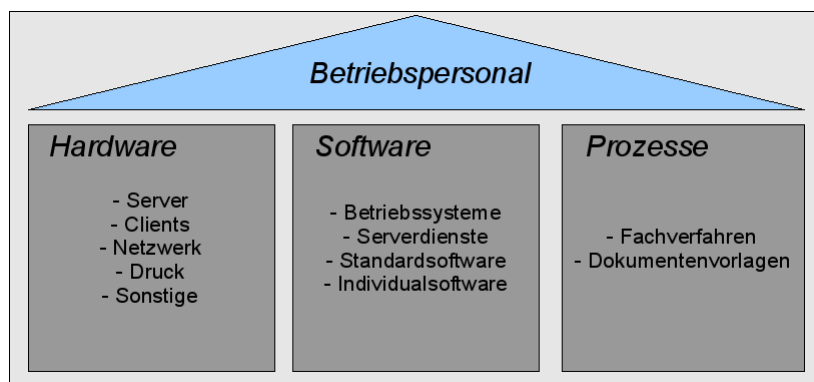 Betriebspersonal
Hardware
- Server
- Clients
- Netzwerk
- Druck
- Sonstige
Software
- Betriebssysteme
- Serverdienste
- Standardsoftware
- Individualsoftware
Prozesse
- Fachverfahren
- Dokumentenvorlagen